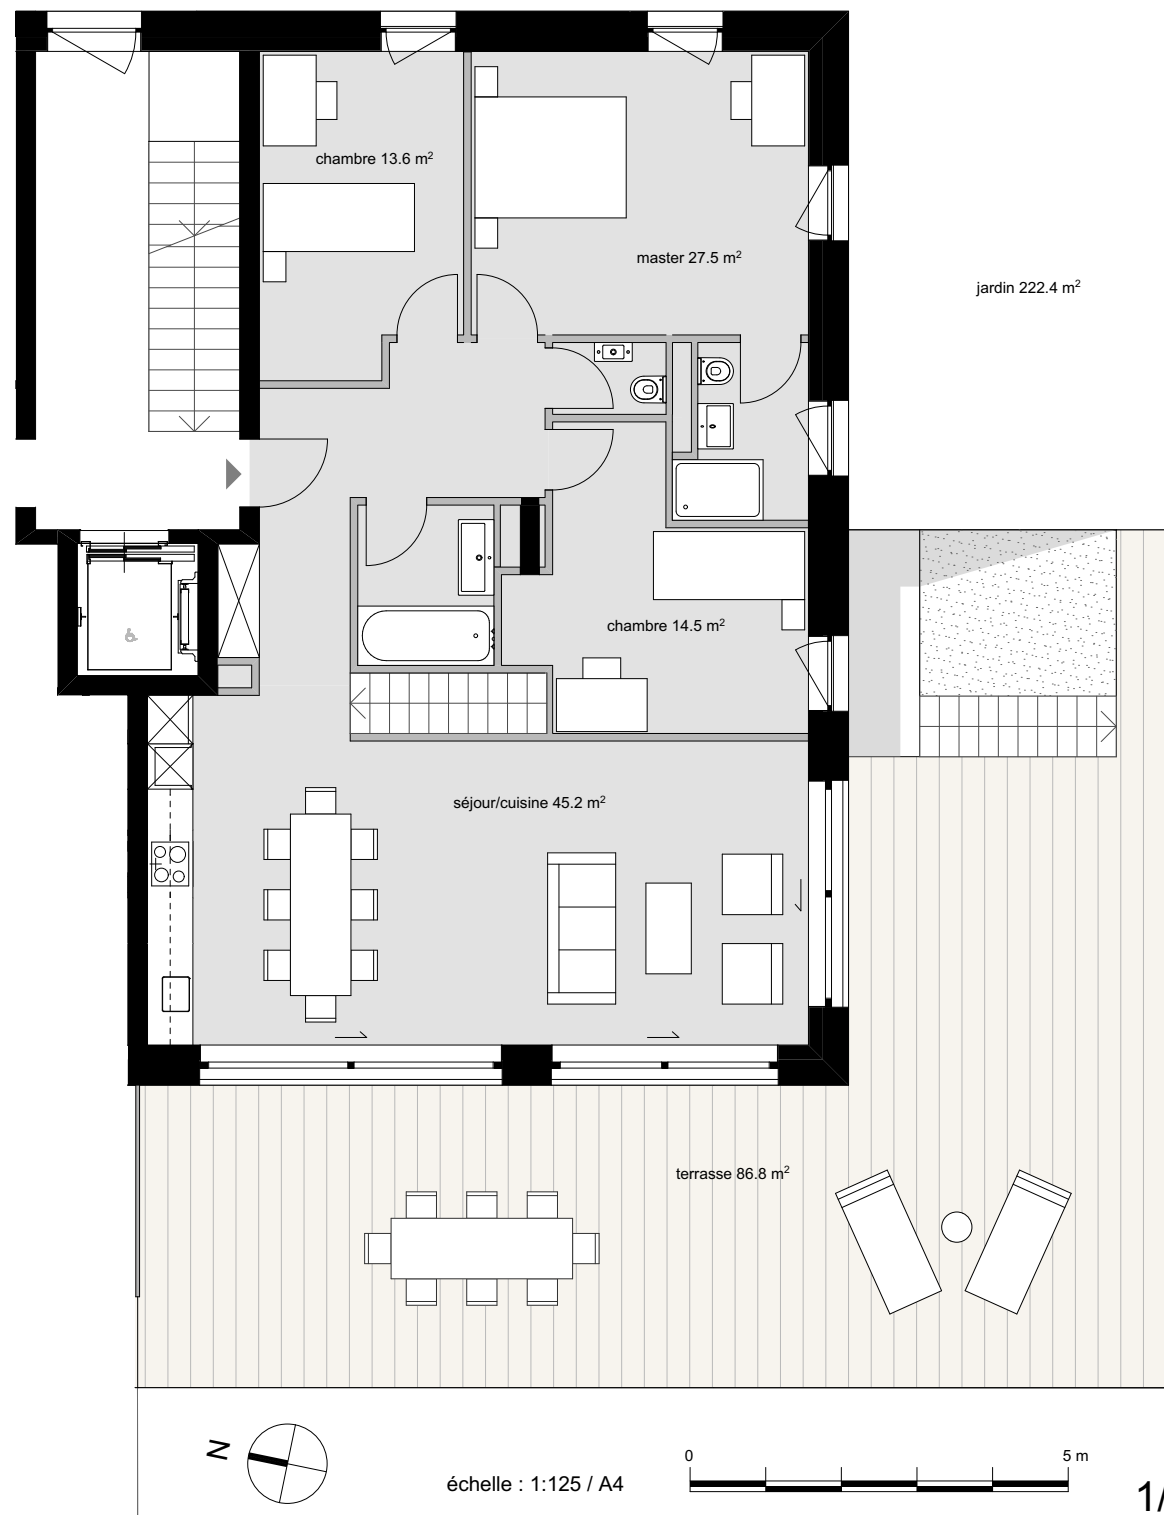 chambre 13.6 m²
master 27.5 m²
jardin 222.4 m²
chambre 14.5 m²
séjour/cuisine 45.2 m²
terrasse 86.8 m²
N
échelle : 1:125 / A4
0
5 m
1/